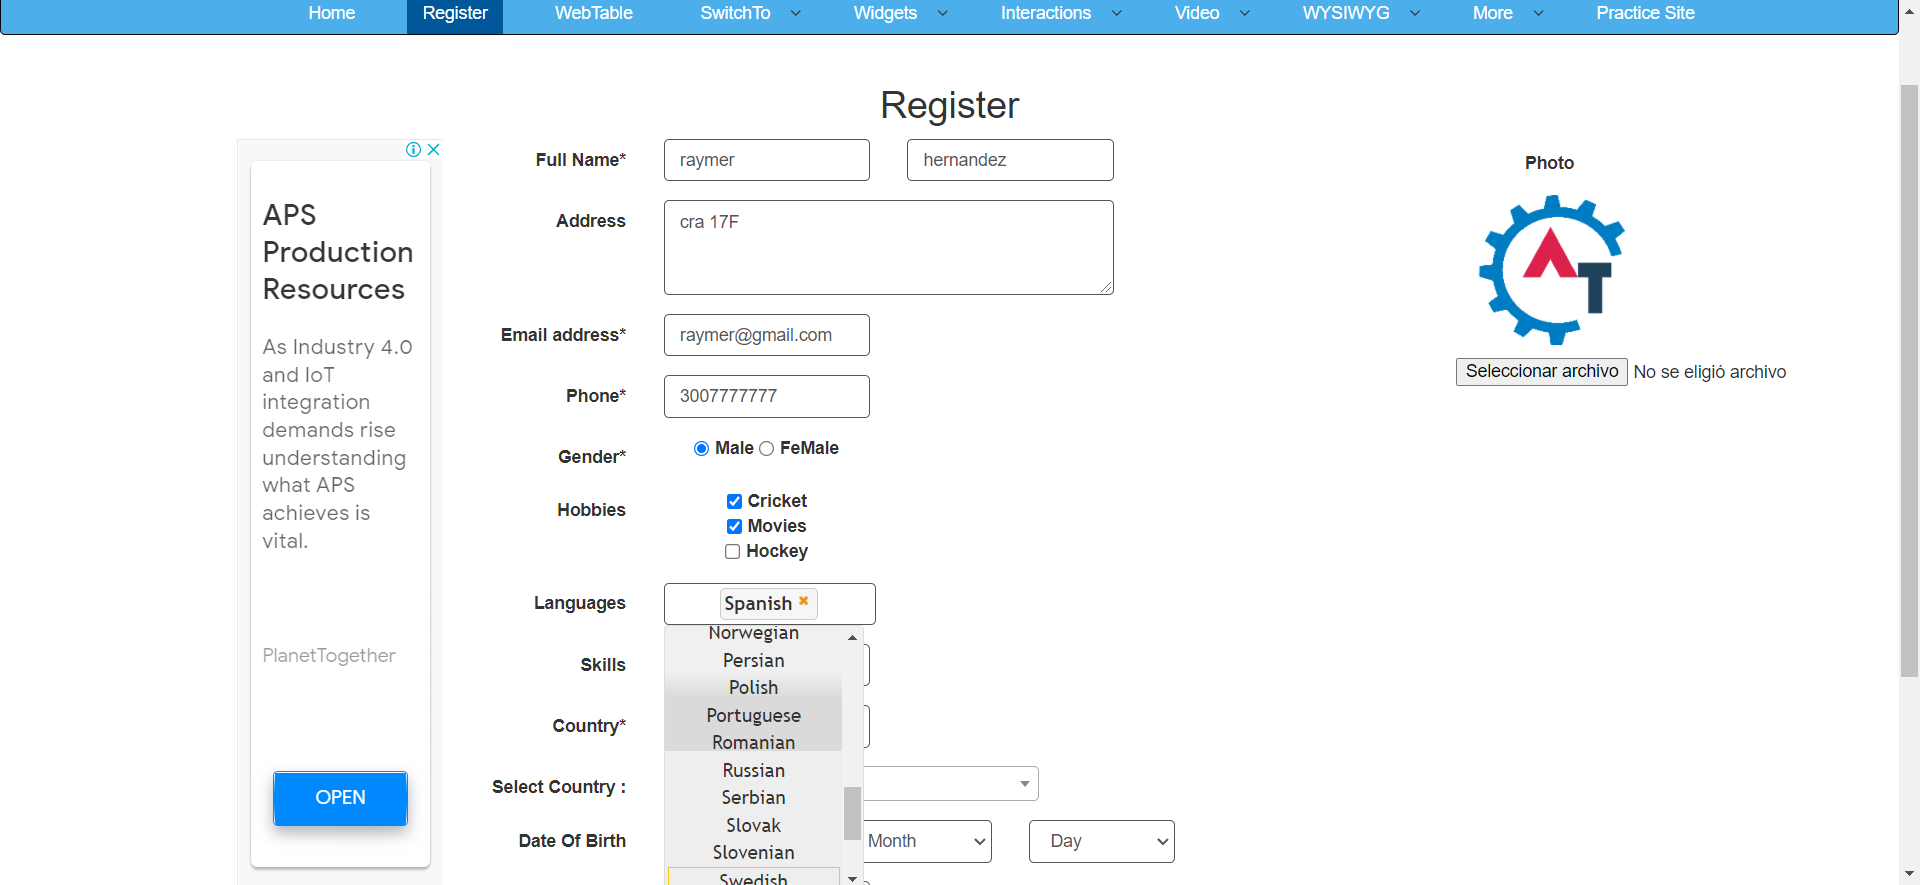 Home Register WebTable SwitchTo Widgets Interactions Video WYSIWYG More Practice Site
Register
APS
Production
Resources
As Industry 4.0
and IoT
integration
demands rise
understanding
what APS
achieves is
vital.
PlanetTogether
OPEN
Full Name* raymer hernandez
Address cra 17F
Email address* raymer@gmail.com
Phone* 3007777777
Gender* Male FeMale
Hobbies Cricket
Movies
Hockey
Languages Spanish
Norwegian
Persian
Polish
Portuguese
Romanian
Russian
Serbian
Slovak
Slovenian
Swedish
Skills
Country*
Select Country :
Date Of Birth Month Day
Photo
AT
Seleccionar archivo No se eligió archivo